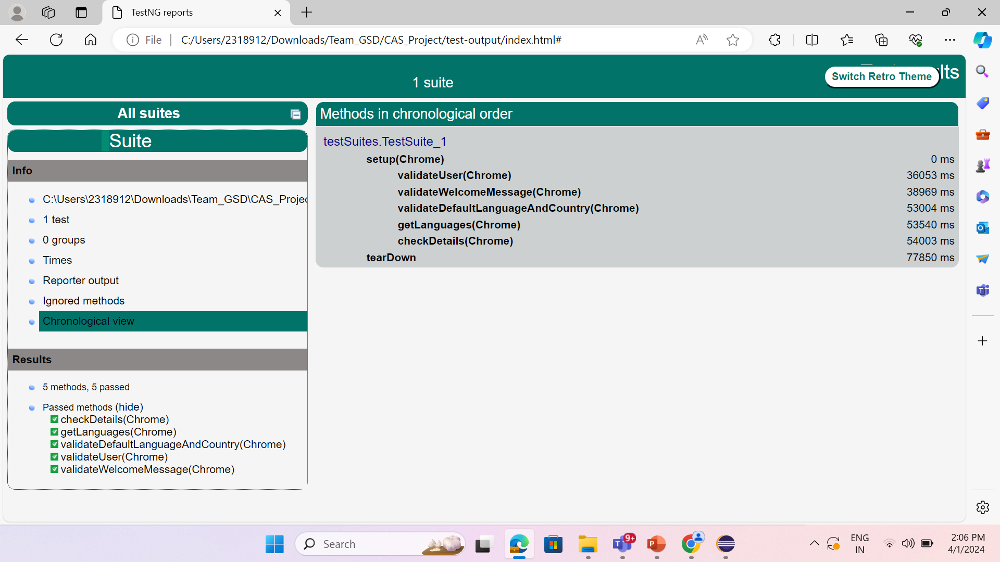 TestNG reports
File
C:/Users/2318912/Downloads/Team_GSD/CAS_Project/test-output/index.html#
1 suite
Switch Retro Theme
All suites
Suite
Info
C:\Users\2318912\Downloads\Team_GSD\CAS_Projec
1 test
0 groups
Times
Reporter output
Ignored methods
Chronological view
Results
5 methods, 5 passed
Passed methods (hide)
checkDetails(Chrome)
getLanguages(Chrome)
validateDefaultLanguageAndCountry(Chrome)
validateUser(Chrome)
validateWelcomeMessage(Chrome)
Methods in chronological order
testSuites.TestSuite_1
setup(Chrome) 0 ms
validateUser(Chrome) 36053 ms
validateWelcomeMessage(Chrome) 38969 ms
validateDefaultLanguageAndCountry(Chrome) 53004 ms
getLanguages(Chrome) 53540 ms
checkDetails(Chrome) 54003 ms
tearDown 77850 ms
Search
9+
ENG
IN
2:06 PM
4/1/2024